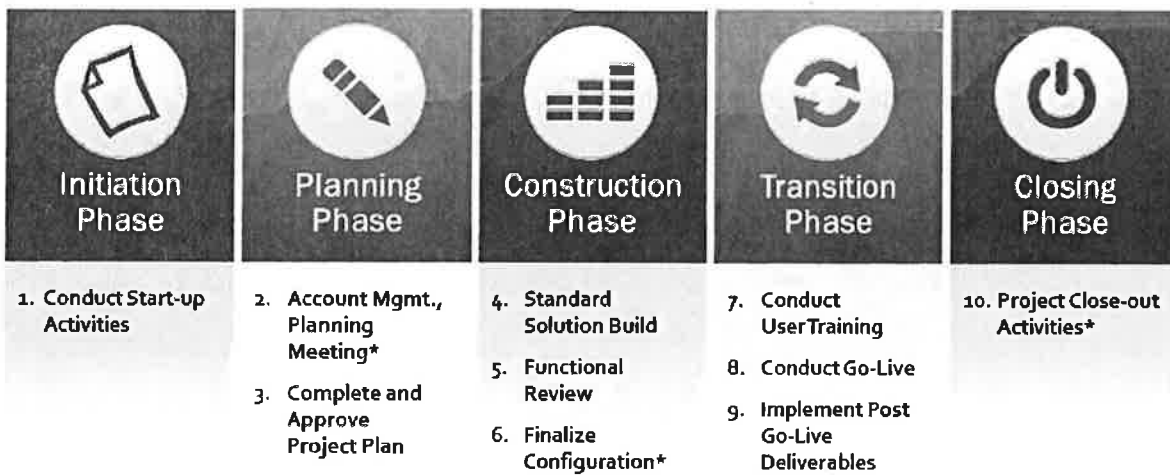 Initiation
Phase
Planning
Phase
Construction
Phase
Transition
Phase
Closing
Phase
1. Conduct Start-up
Activities
2. Account Mgmt.,
Planning
Meeting*
3. Complete and
Approve
Project Plan
4. Standard
Solution Build
5. Functional
Review
6. Finalize
Configuration*
7. Conduct
UserTraining
8. Conduct Go-Live
9. Implement Post
Go-Live
Deliverables
10. Project Close-out
Activities*